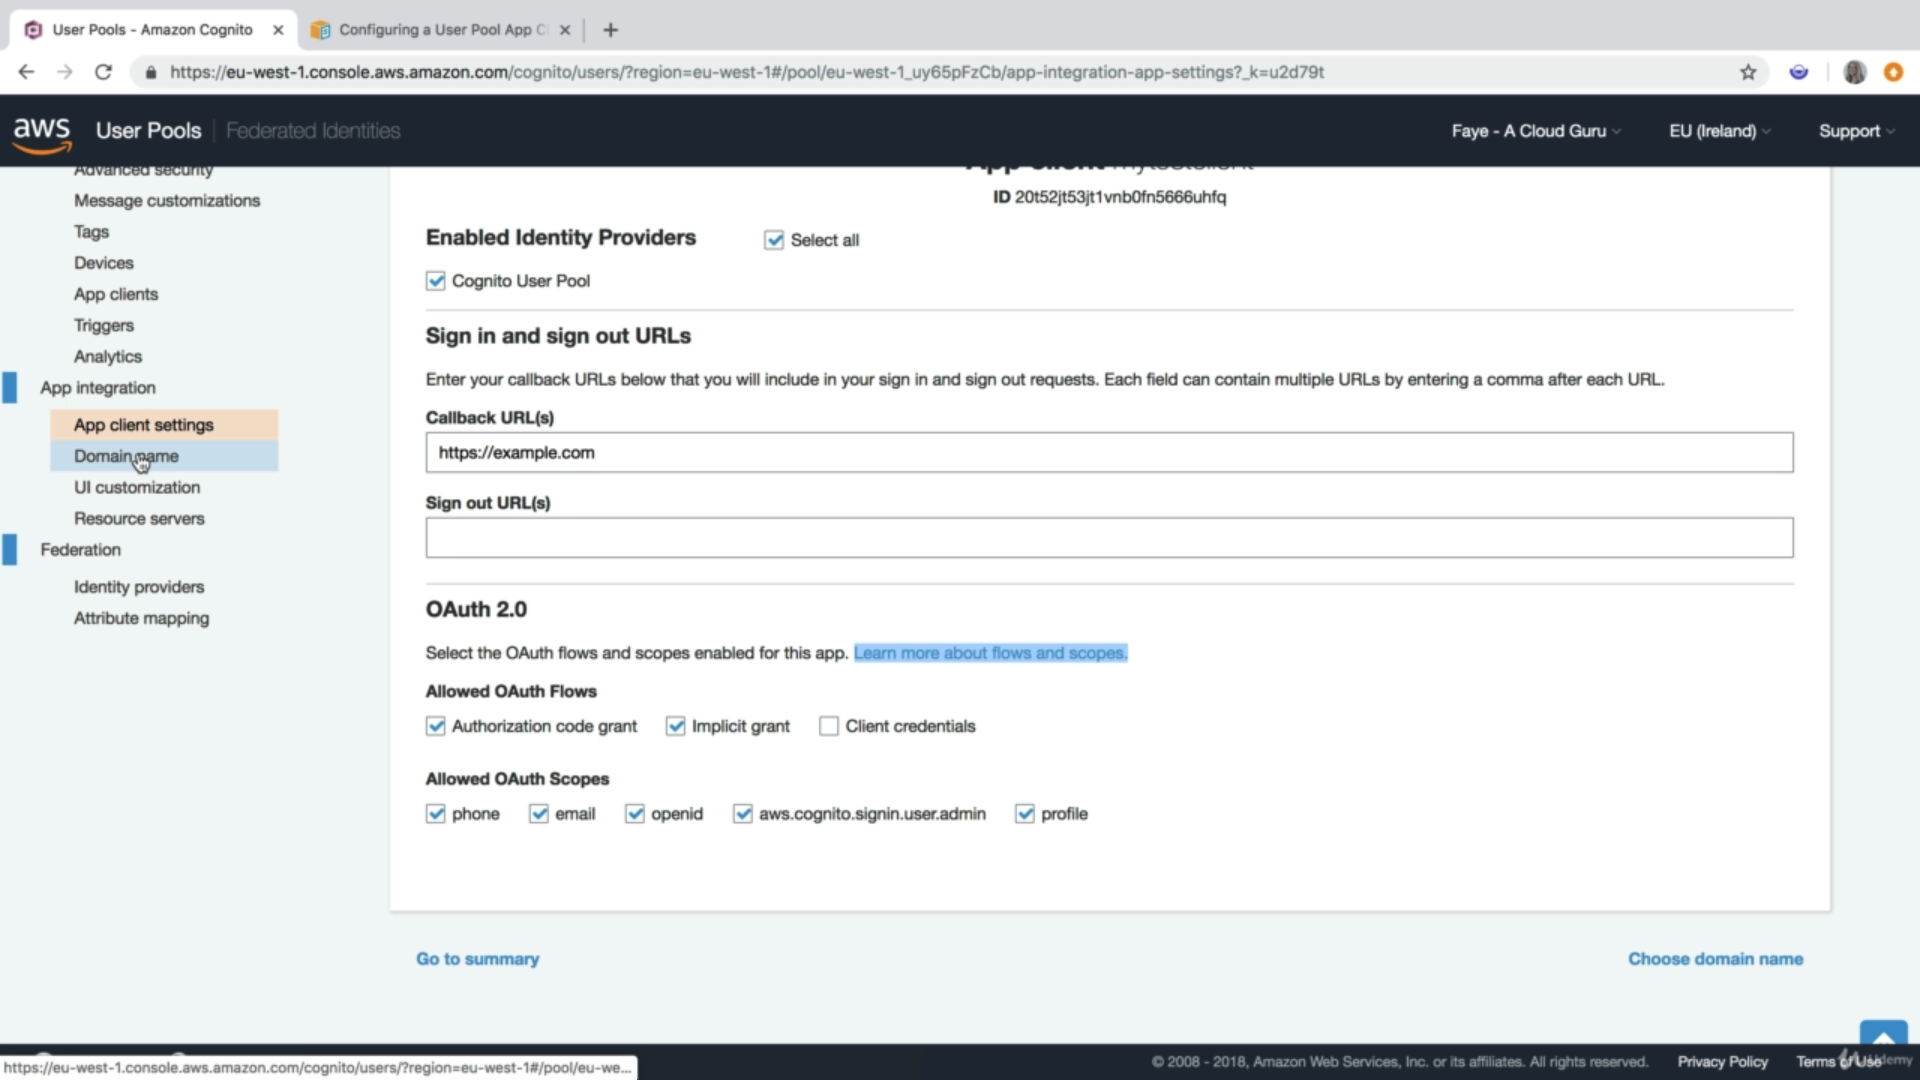 User Pools - Amazon Cognito
Configuring a User Pool App C
https://eu-west-1.console.aws.amazon.com/cognito/users/?region=eu-west-1#/pool/eu-west-1_uy65pFzCb/app-integration-app-settings?_k=u2d79t
aws User Pools Federated Identities Faye - A Cloud Guru EU (Ireland) Support
Advanced security
Message customizations
Tags
Devices
App clients
Triggers
Analytics
App integration
App client settings
Domain name
UI customization
Resource servers
Federation
Identity providers
Attribute mapping
App client mytestclient
ID 20t52jt53jt1vnb0fn5666uhfq
Enabled Identity Providers Select all
Cognito User Pool
Sign in and sign out URLs
Enter your callback URLs below that you will include in your sign in and sign out requests. Each field can contain multiple URLs by entering a comma after each URL.
Callback URL(s)
https://example.com
Sign out URL(s)
OAuth 2.0
Select the OAuth flows and scopes enabled for this app. Learn more about flows and scopes.
Allowed OAuth Flows
Authorization code grant Implicit grant Client credentials
Allowed OAuth Scopes
phone email openid aws.cognito.signin.user.admin profile
Go to summary Choose domain name
https://eu-west-1.console.aws.amazon.com/cognito/users/?region=eu-west-1#/pool/eu-we...
© 2008 - 2018, Amazon Web Services, Inc. or its affiliates. All rights reserved. Privacy Policy Terms of Use